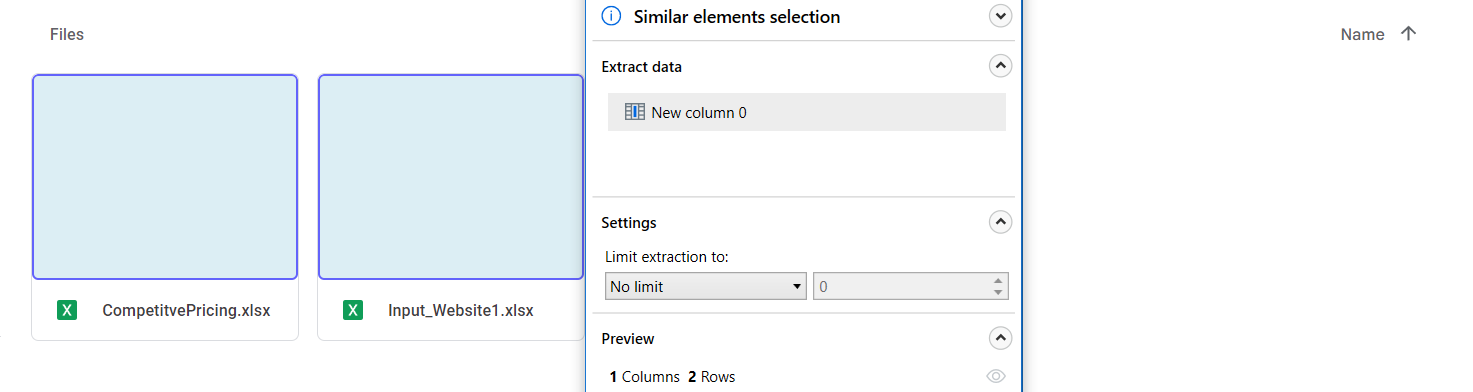 Files
CompetitvePricing.xlsx
Input_Website1.xlsx
Similar elements selection
Extract data
New column 0
Settings
Limit extraction to:
No limit
0
Preview
1 Columns 2 Rows
Name